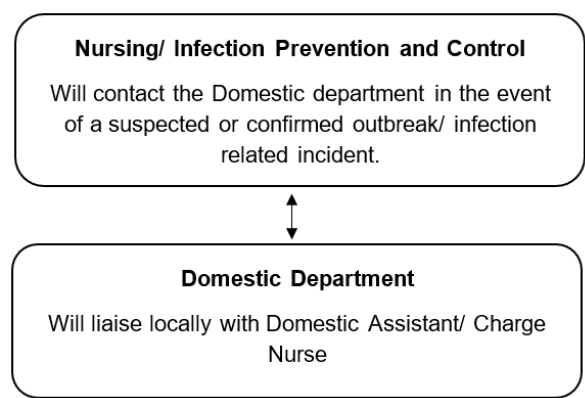 Nursing/ Infection Prevention and Control
Will contact the Domestic department in the event
of a suspected or confirmed outbreak/ infection
related incident.
Domestic Department
Will liaise locally with Domestic Assistant/ Charge
Nurse